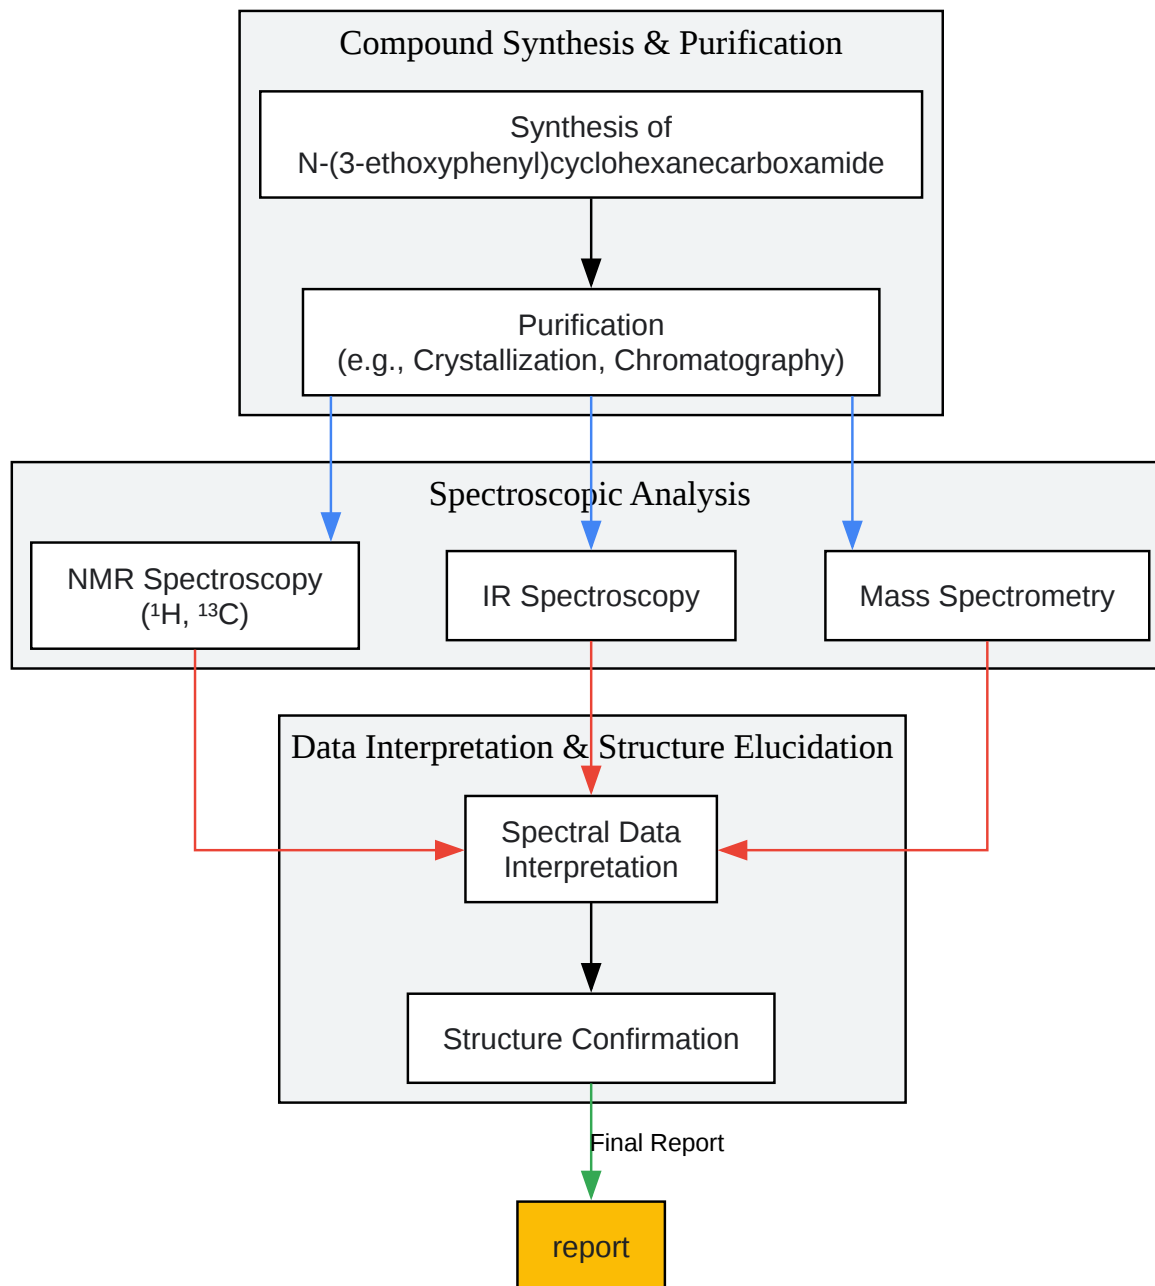 Compound Synthesis & Purification
Synthesis of
N-(3-ethoxyphenyl)cyclohexanecarboxamide
Purification
(e.g., Crystallization, Chromatography)
Spectroscopic Analysis
NMR Spectroscopy
(¹H, ¹³C)
IR Spectroscopy
Mass Spectrometry
Data Interpretation & Structure Elucidation
Spectral Data
Interpretation
Structure Confirmation
Final Report
report